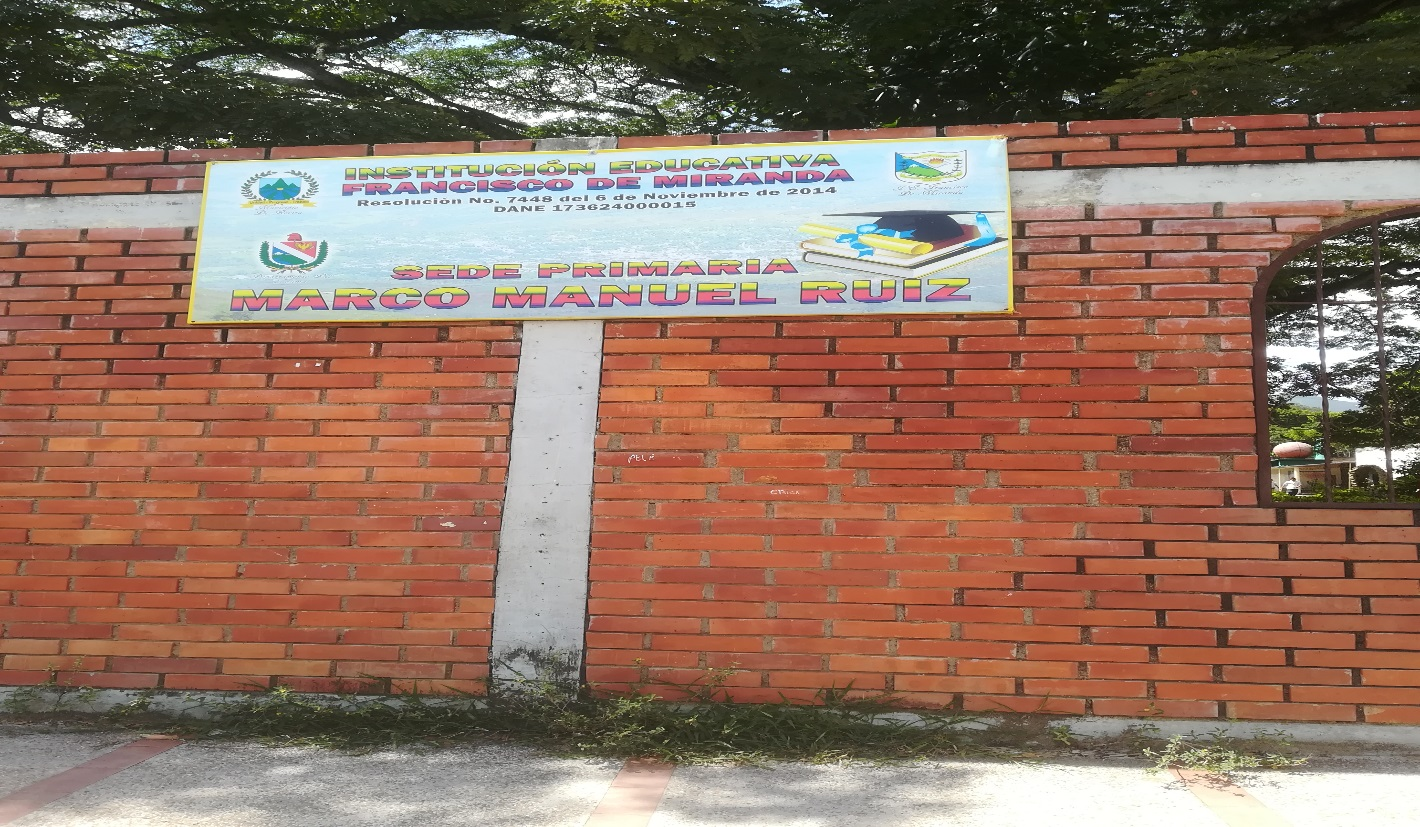 INSTITUCIÓN EDUCATIVA
FRANCISCO DE MIRANDA
Resolución No. 7448 del 6 de Noviembre de 2014
DANE 173624000015
SEDE PRIMARIA
MARCO MANUEL RUIZ